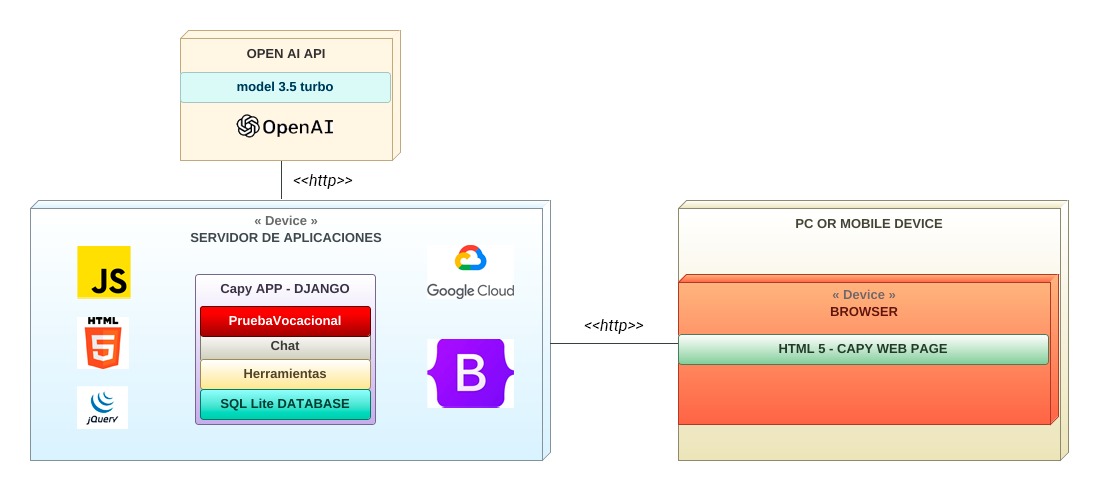 OPEN AI API
model 3.5 turbo
OpenAI
<<http>>
« Device »
SERVIDOR DE APLICACIONES
JS
HTML
5
jQuery
Capy APP - DJANGO
PruebaVocacional
Chat
Herramientas
SQL Lite DATABASE
Google Cloud
B
<<http>>
PC OR MOBILE DEVICE
« Device »
BROWSER
HTML 5 - CAPY WEB PAGE